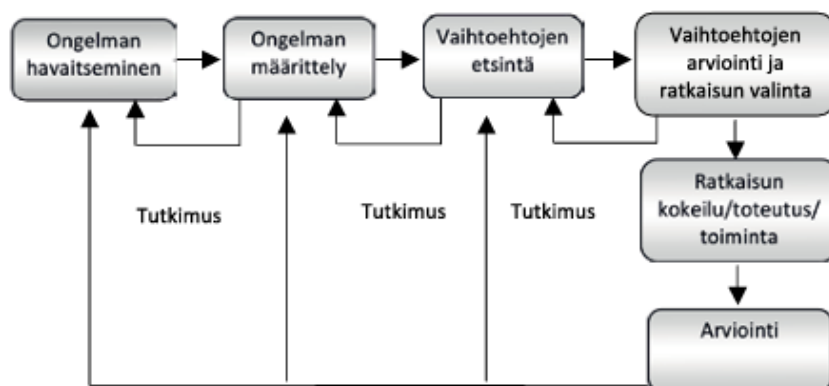 Ongelman
havaitseminen
Ongelman
määrittely
Vaihtoehtojen
etsintä
Vaihtoehtojen
arviointi ja
ratkaisun valinta
Ratkaisun
kokeilu/toteutus/
toiminta
Tutkimus
Tutkimus
Tutkimus
Arviointi